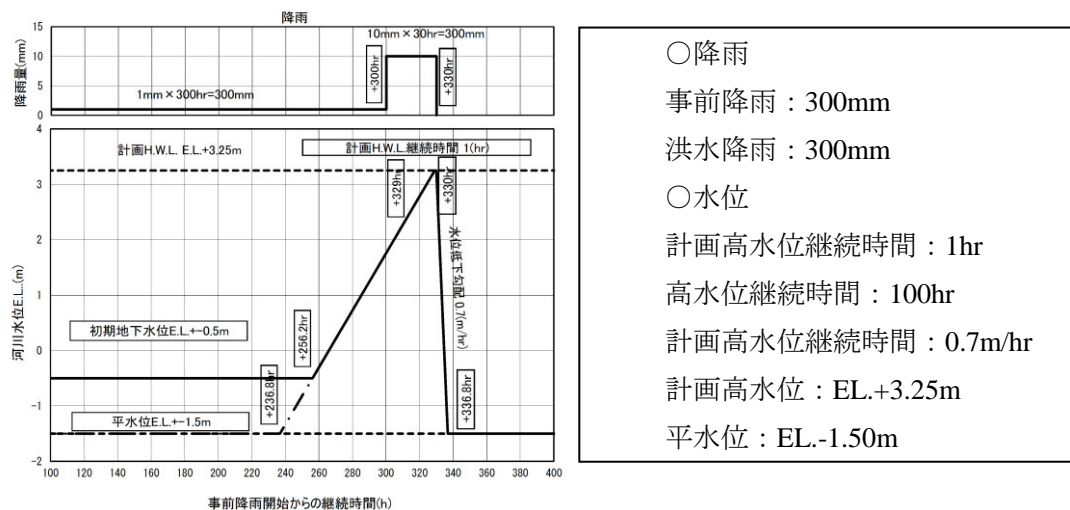 降雨
降雨量(mm)
15
10
5
0
10mm×30hr=300mm
1mm×300hr=300mm
+300hr
+330hr
河川水位E.L.(m)
4
3
2
1
0
-1
-2
計画H.W.L. E.L.+3.25m
計画H.W.L.継続時間 1(hr)
+329hr
+330hr
水位低下勾配 0.7(m/hr)
初期地下水位E.L.+-0.5m
+256.2hr
+236.8hr
+336.8hr
平水位E.L.+-1.5m
100 120 140 160 180 200 220 240 260 280 300 320 340 360 380 400
事前降雨開始からの継続時間(h)
○降雨
事前降雨：300mm
洪水降雨：300mm
○水位
計画高水位継続時間：1hr
高水位継続時間：100hr
計画高水位継続時間：0.7m/hr
計画高水位：EL.+3.25m
平水位：EL.-1.50m